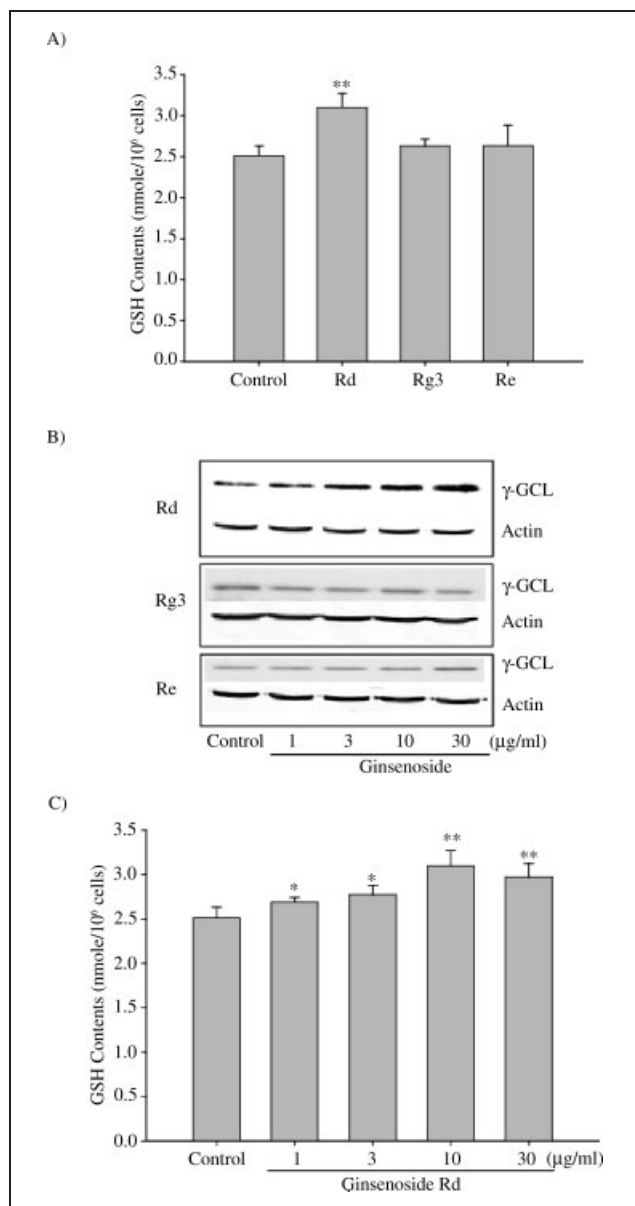 A)
GSH Contents (nmole/10⁶ cells)
3.5
3.0
2.5
2.0
1.5
1.0
0.5
0.0
**
Control Rd Rg3 Re
B)
Rd
γ-GCL
Actin
Rg3
γ-GCL
Actin
Re
γ-GCL
Actin
Control 1 3 10 30 (μg/ml)
Ginsenoside
C)
GSH Contents (nmole/10⁶ cells)
3.5
3.0
2.5
2.0
1.5
1.0
0.5
0.0
* * ** **
Control 1 3 10 30 (μg/ml)
Ginsenoside Rd